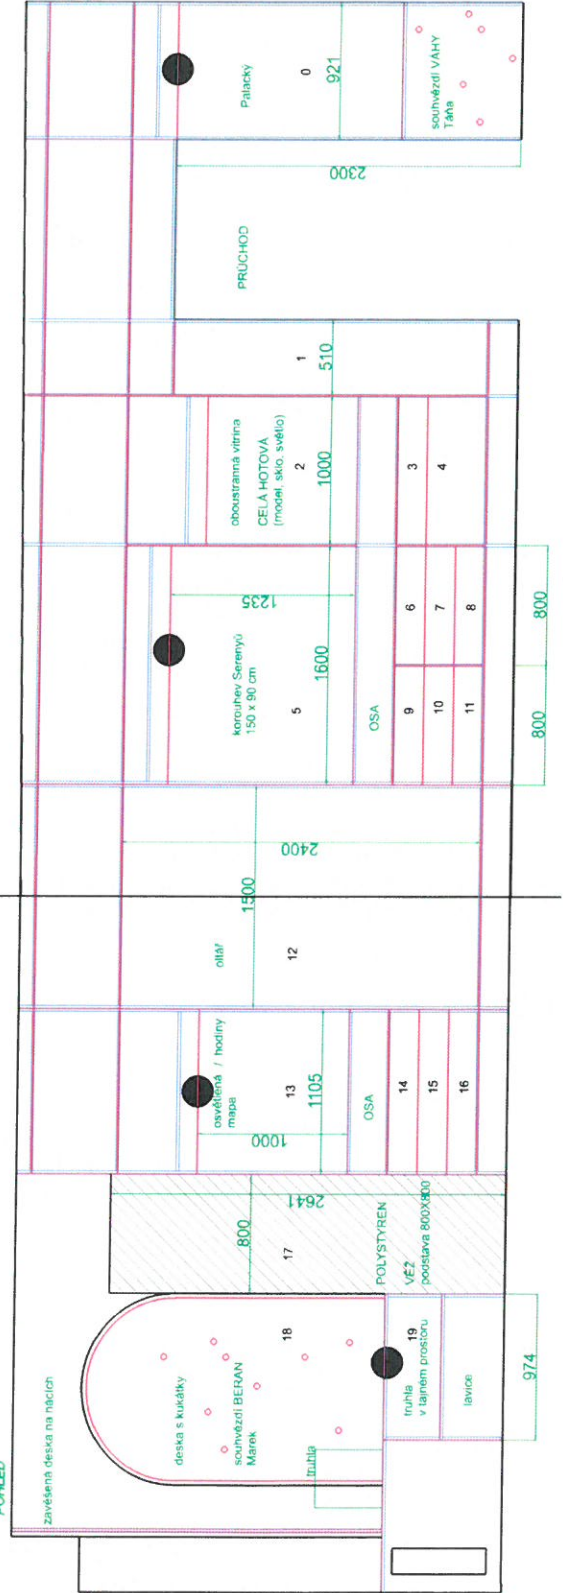 POHLED
zavěšená deska na hácích
deska s kukátky
souhvězdí BERAN
Marek
18
truhla
19
truhla
v tajném prostoru
lavice
974
800
2641
17
POLYSTYREN
VĚŽ
podstava 800X800
osvětlená / hodiny
mapa
13
1105
1000
OSA
14
15
16
oltář
12
1500
2400
korouhev Serenyú
150 x 90 cm
5
1600
1235
OSA
9
10
11
6
7
8
800
800
oboustranná vitrina
CELÁ HOTOVÁ
(model, sklo, světlo)
2
1000
3
4
1
510
PRŮCHOD
2300
Palacký
0
921
souhvězdí VÁHY
Táňa